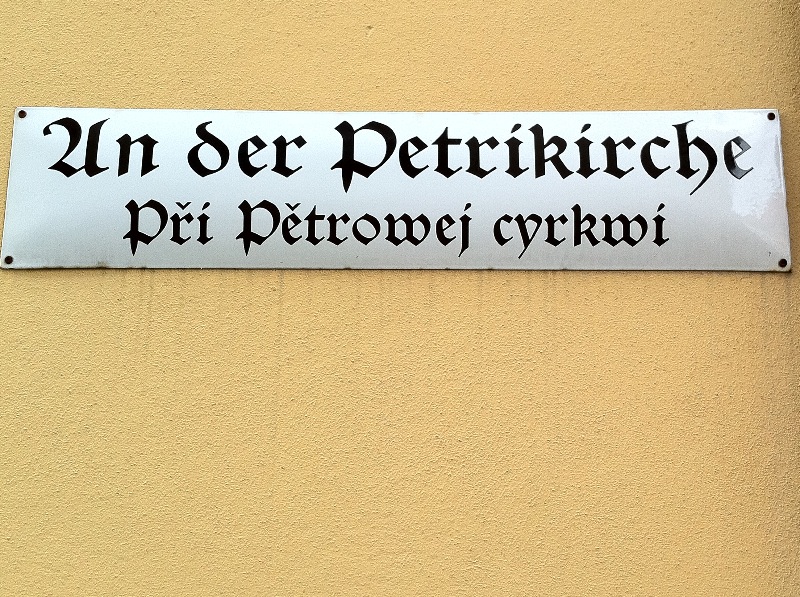 An der Petrikirche
Při Pětrowej cyrkwi